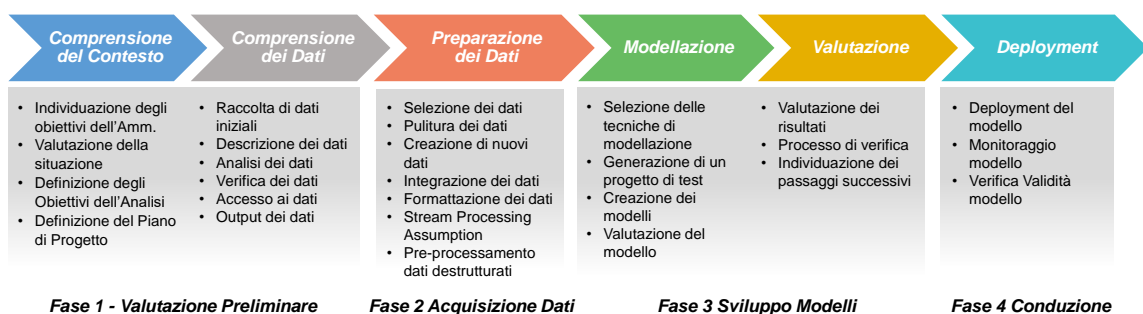 Comprensione
del Contesto
Comprensione
dei Dati
Preparazione
dei Dati
Modellazione
Valutazione
Deployment
• Individuazione degli
obiettivi dell'Amm.
• Valutazione della
situazione
• Definizione degli
Obiettivi dell'Analisi
• Definizione del Piano
di Progetto
• Raccolta di dati
iniziali
• Descrizione dei dati
• Analisi dei dati
• Verifica dei dati
• Accesso ai dati
• Output dei dati
• Selezione dei dati
• Pulitura dei dati
• Creazione di nuovi
dati
• Integrazione dei dati
• Formattazione dei dati
• Stream Processing
Assumption
• Pre-processamento
dati destrutturati
• Selezione delle
tecniche di
modellazione
• Generazione di un
progetto di test
• Creazione dei
modelli
• Valutazione del
modello
• Valutazione dei
risultati
• Processo di verifica
• Individuazione dei
passaggi successivi
• Deployment del
modello
• Monitoraggio
modello
• Verifica Validità
modello
Fase 1 - Valutazione Preliminare
Fase 2 Acquisizione Dati
Fase 3 Sviluppo Modelli
Fase 4 Conduzione